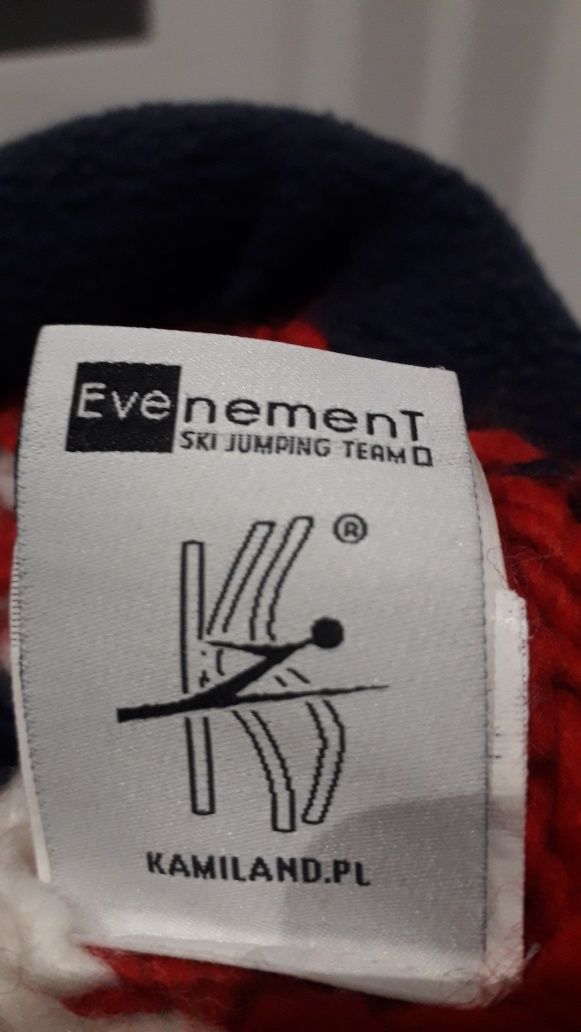 EvenemenT
SKI JUMPING TEAM
®
KAMILAND.PL